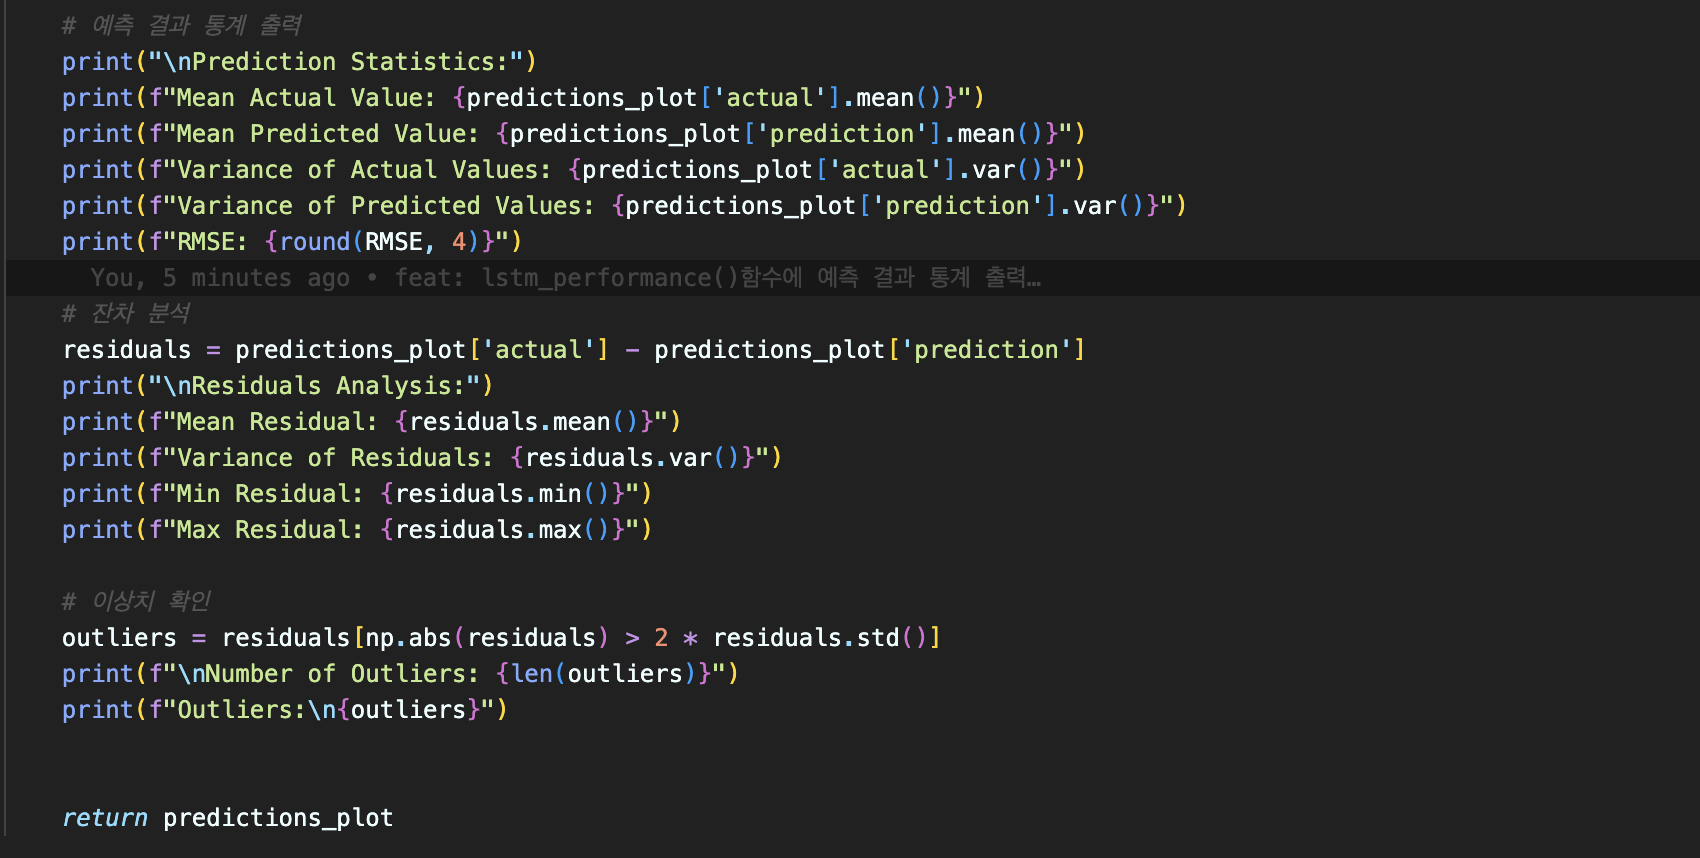 # 예측 결과 통계 출력
print("\nPrediction Statistics:")
print(f"Mean Actual Value: {predictions_plot['actual'].mean()}")
print(f"Mean Predicted Value: {predictions_plot['prediction'].mean()}")
print(f"Variance of Actual Values: {predictions_plot['actual'].var()}")
print(f"Variance of Predicted Values: {predictions_plot['prediction'].var()}")
print(f"RMSE: {round(RMSE, 4)}")
You, 5 minutes ago • feat: lstm_performance()함수에 예측 결과 통계 출력…
# 잔차 분석
residuals = predictions_plot['actual'] - predictions_plot['prediction']
print("\nResiduals Analysis:")
print(f"Mean Residual: {residuals.mean()}")
print(f"Variance of Residuals: {residuals.var()}")
print(f"Min Residual: {residuals.min()}")
print(f"Max Residual: {residuals.max()}")
# 이상치 확인
outliers = residuals[np.abs(residuals) > 2 * residuals.std()]
print(f"\nNumber of Outliers: {len(outliers)}")
print(f"Outliers:\n{outliers}")
return predictions_plot